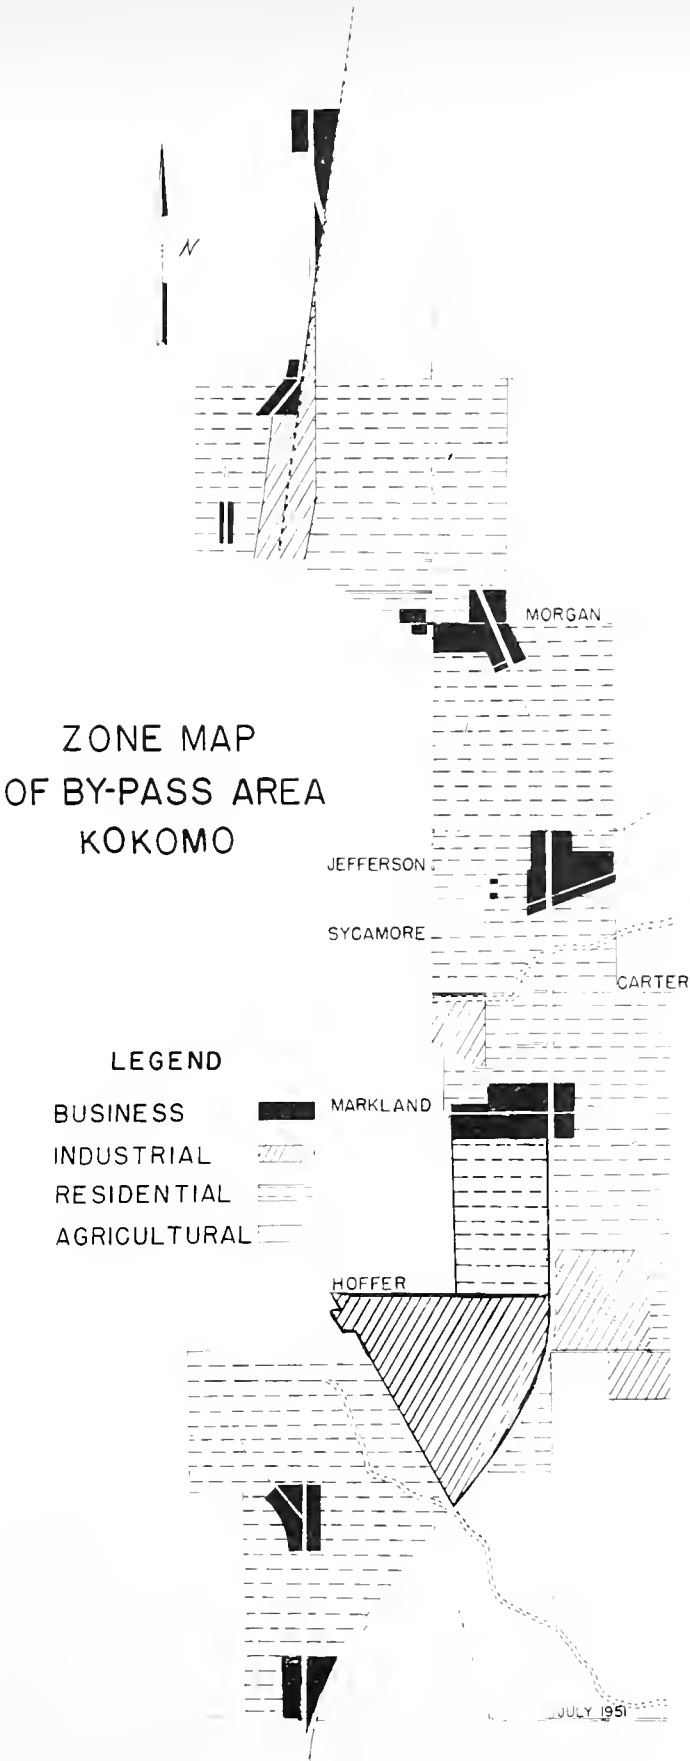 N
MORGAN
ZONE MAP
OF BY-PASS AREA
KOKOMO
JEFFERSON
SYCAMORE
CARTER
LEGEND
BUSINESS
INDUSTRIAL
RESIDENTIAL
AGRICULTURAL
MARKLAND
HOFFER
JULY 1951